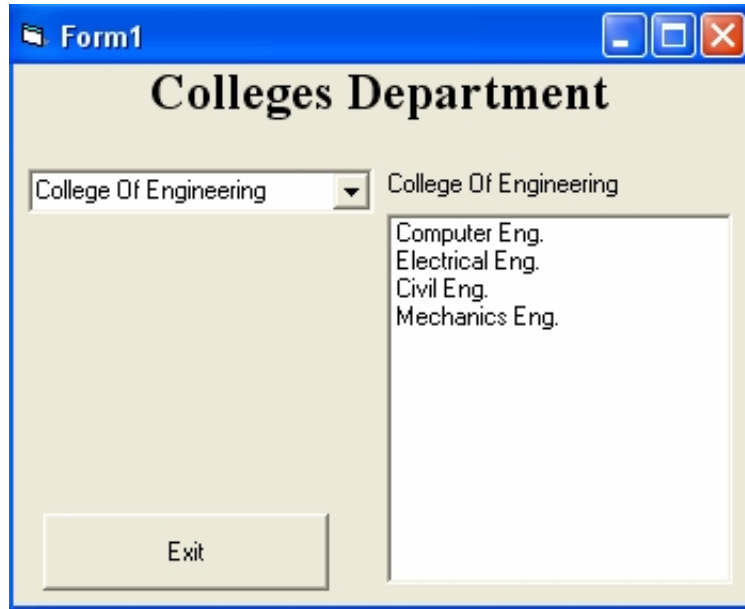 Form1
Colleges Department
College Of Engineering
College Of Engineering
Computer Eng.
Electrical Eng.
Civil Eng.
Mechanics Eng.
Exit